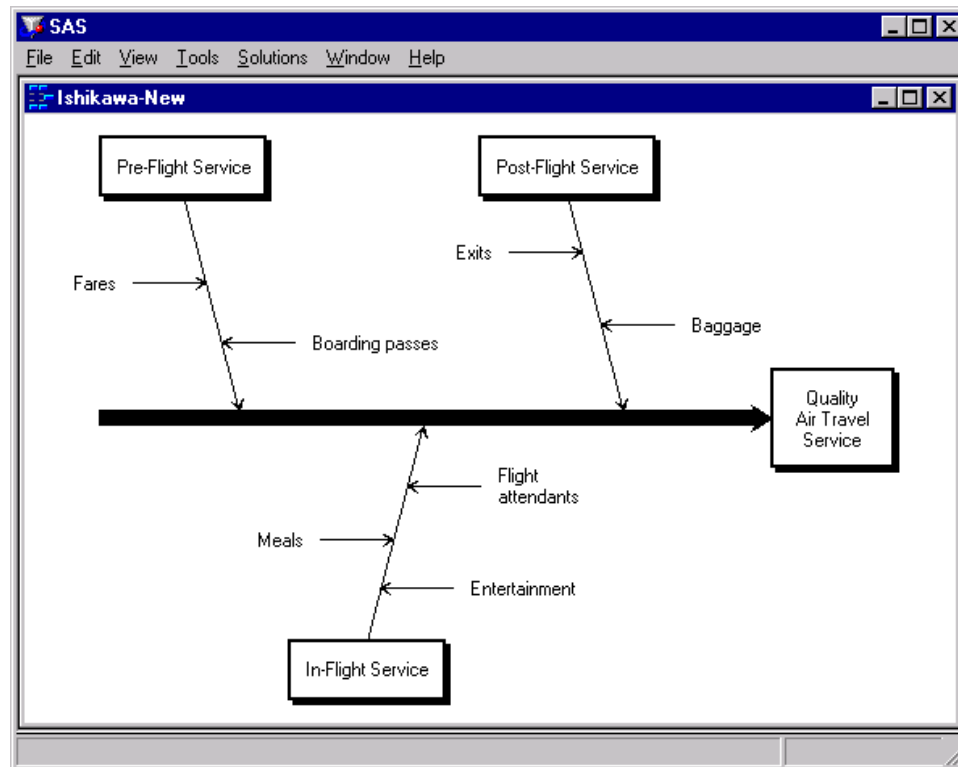 SAS
File Edit View Tools Solutions Window Help
Ishikawa-New
Pre-Flight Service
Post-Flight Service
Exits
Fares
Baggage
Boarding passes
Quality
Air Travel
Service
Flight
attendants
Meals
Entertainment
In-Flight Service